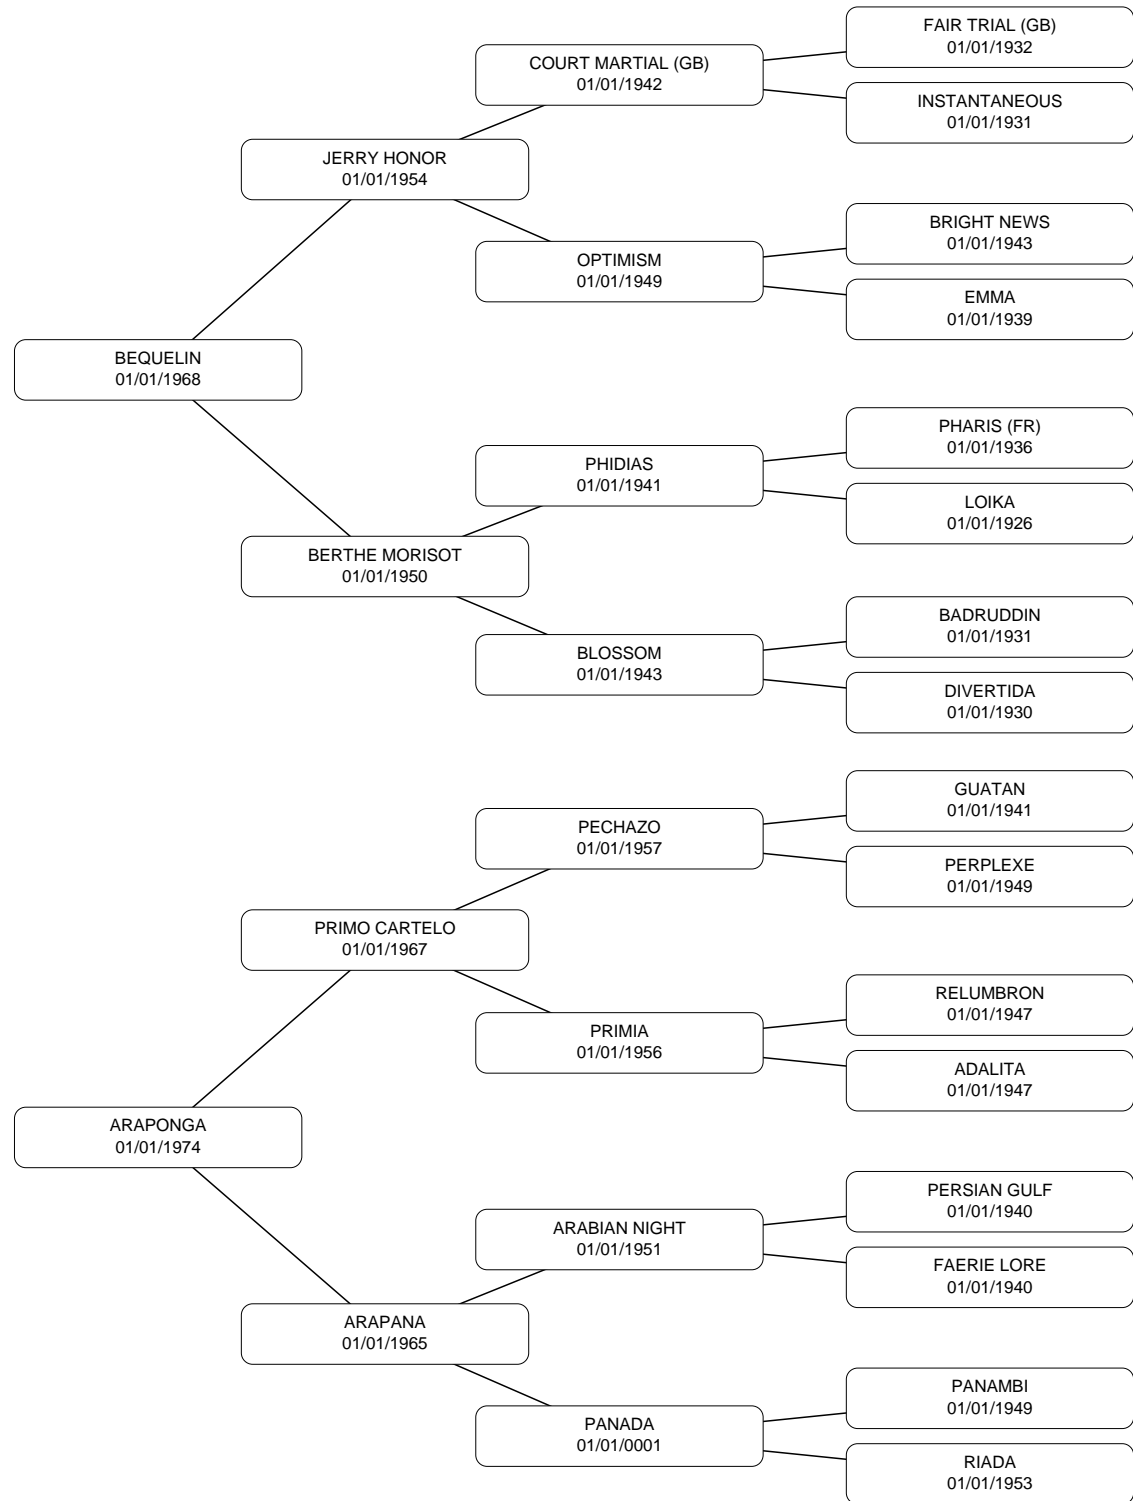 FAIR TRIAL (GB)
01/01/1932
COURT MARTIAL (GB)
01/01/1942
INSTANTANEOUS
01/01/1931
JERRY HONOR
01/01/1954
BRIGHT NEWS
01/01/1943
OPTIMISM
01/01/1949
EMMA
01/01/1939
BEQUELIN
01/01/1968
PHARIS (FR)
01/01/1936
PHIDIAS
01/01/1941
LOIKA
01/01/1926
BERTHE MORISOT
01/01/1950
BADRUDDIN
01/01/1931
BLOSSOM
01/01/1943
DIVERTIDA
01/01/1930
GUATAN
01/01/1941
PECHAZO
01/01/1957
PERPLEXE
01/01/1949
PRIMO CARTELO
01/01/1967
RELUMBRON
01/01/1947
PRIMIA
01/01/1956
ADALITA
01/01/1947
ARAPONGA
01/01/1974
PERSIAN GULF
01/01/1940
ARABIAN NIGHT
01/01/1951
FAERIE LORE
01/01/1940
ARAPANA
01/01/1965
PANAMBI
01/01/1949
PANADA
01/01/0001
RIADA
01/01/1953